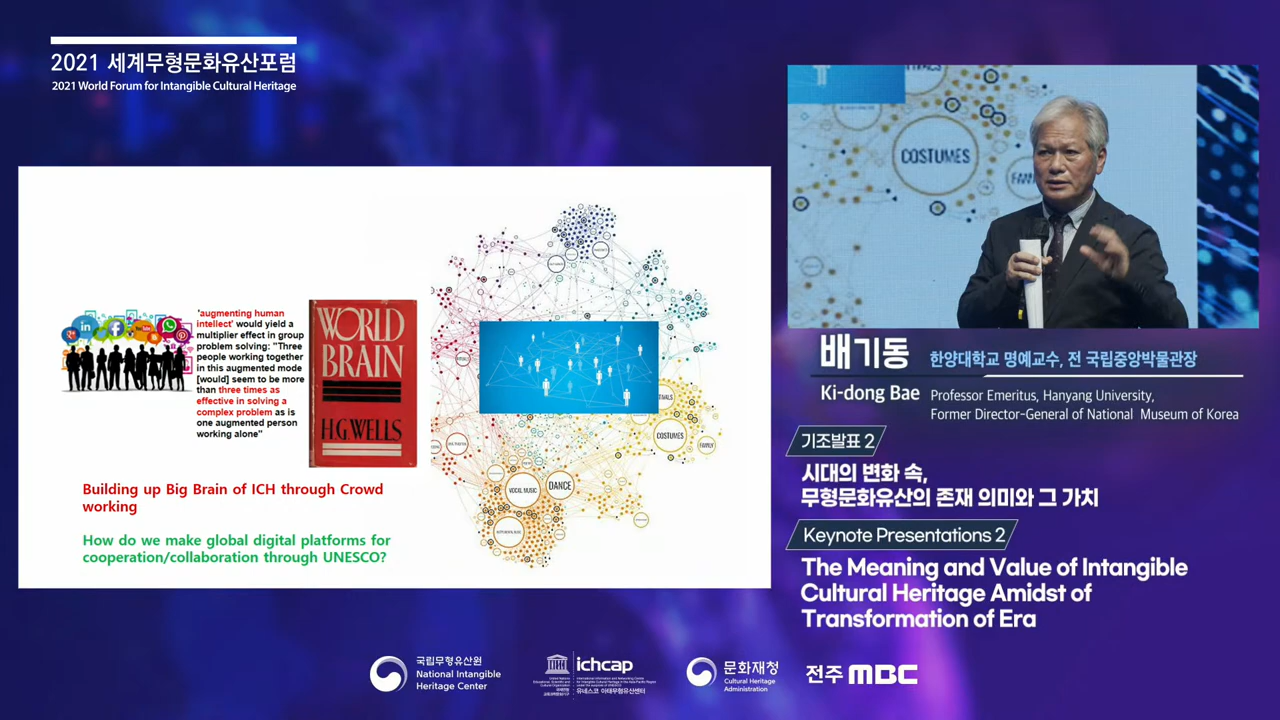 2021 세계무형문화유산포럼
2021 World Forum for Intangible Cultural Heritage
'augmenting human
intellect' would yield a
multiplier effect in group
problem solving: "Three
people working together
in this augmented mode
[would] seem to be more
than three times as
effective in solving a
complex problem as is
one augmented person
working alone"
WORLD
BRAIN
H.G. WELLS
COSTUMES
FAMILY
VOCAL MUSIC
DANCE
Building up Big Brain of ICH through Crowd
working
How do we make global digital platforms for
cooperation/collaboration through UNESCO?
COSTUMES
배기동 한양대학교 명예교수, 전 국립중앙박물관장
Ki-dong Bae Professor Emeritus, Hanyang University,
Former Director-General of National Museum of Korea
기조발표 2
시대의 변화 속,
무형문화유산의 존재 의미와 그 가치
Keynote Presentations 2
The Meaning and Value of Intangible
Cultural Heritage Amidst of
Transformation of Era
국립무형유산원
National Intangible
Heritage Center
ichcap
유네스코 아태무형유산센터
문화재청
Cultural Heritage
Administration
전주 MBC